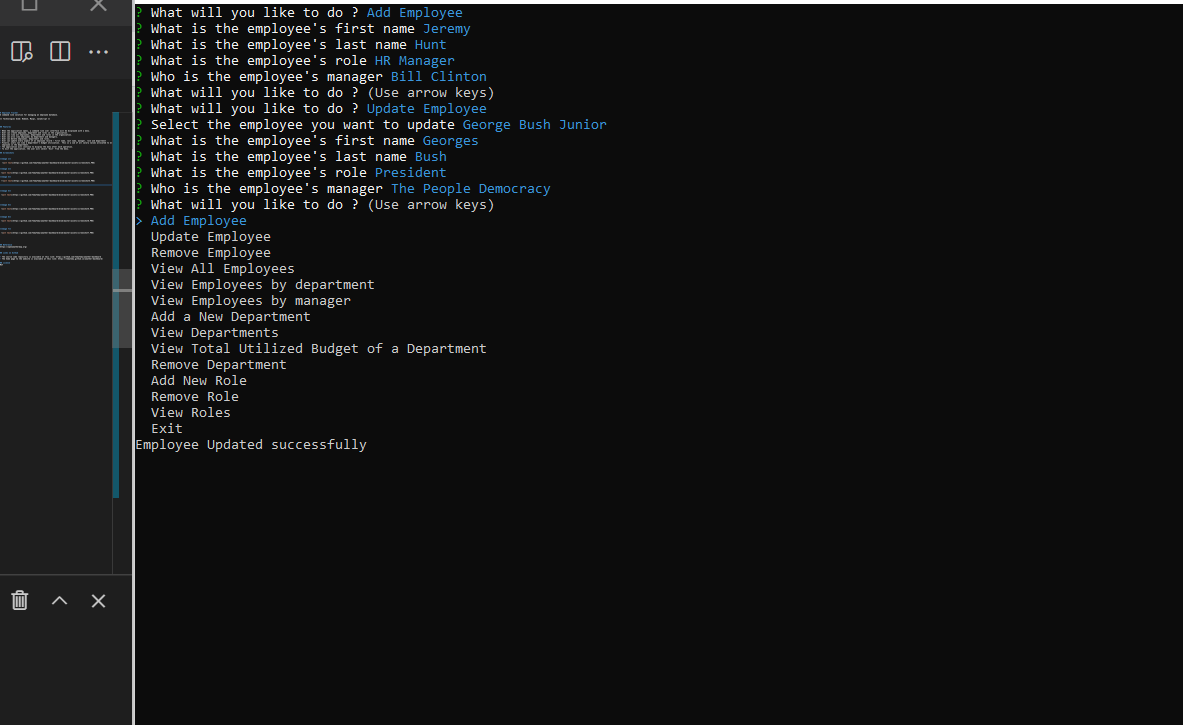 ? What will you like to do ? Add Employee
? What is the employee's first name Jeremy
? What is the employee's last name Hunt
? What is the employee's role HR Manager
? Who is the employee's manager Bill Clinton
? What will you like to do ? (Use arrow keys)
? What will you like to do ? Update Employee
? Select the employee you want to update George Bush Junior
? What is the employee's first name Georges
? What is the employee's last name Bush
? What is the employee's role President
? Who is the employee's manager The People Democracy
? What will you like to do ? (Use arrow keys)
> Add Employee
Update Employee
Remove Employee
View All Employees
View Employees by department
View Employees by manager
Add a New Department
View Departments
View Total Utilized Budget of a Department
Remove Department
Add New Role
Remove Role
View Roles
Exit
Employee Updated successfully